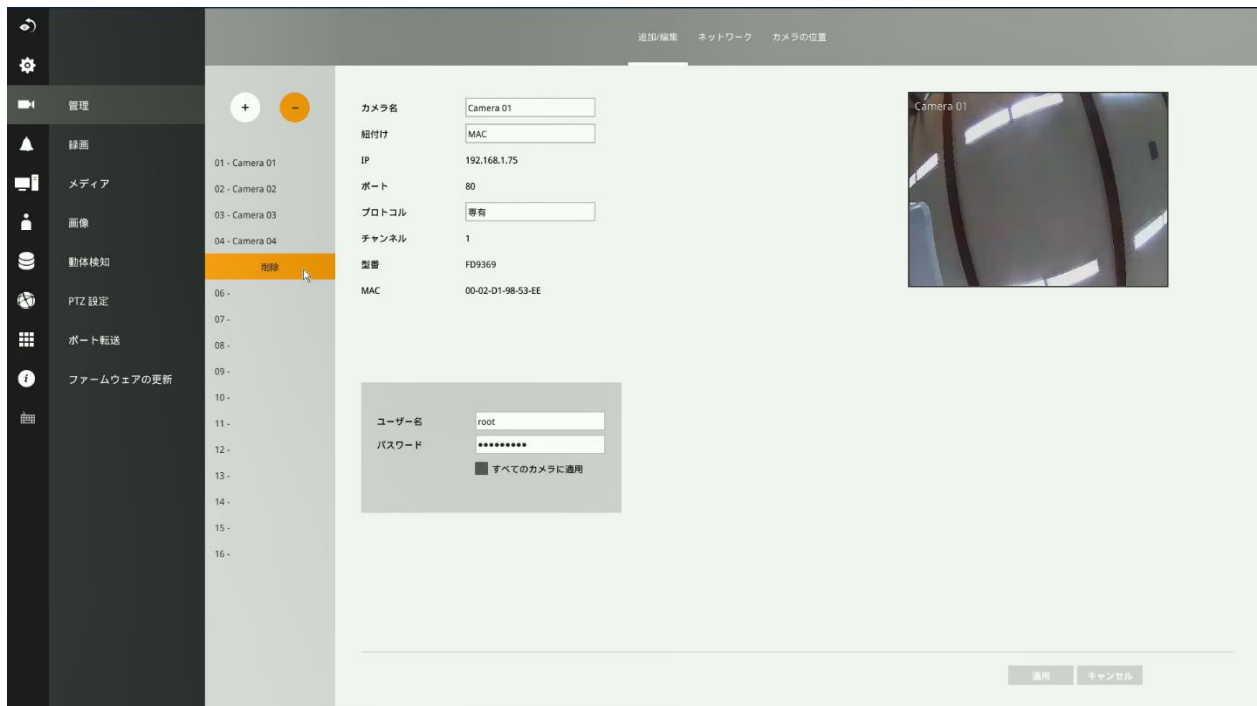 追加/編集 ネットワーク カメラの位置
管理
録画
メディア
画像
動体検知
PTZ 設定
ポート転送
ファームウェアの更新
+ −
01 - Camera 01
02 - Camera 02
03 - Camera 03
04 - Camera 04
削除
06 -
07 -
08 -
09 -
10 -
11 -
12 -
13 -
14 -
15 -
16 -
カメラ名 Camera 01
紐付け MAC
IP 192.168.1.75
ポート 80
プロトコル 専有
チャンネル 1
型番 FD9369
MAC 00-02-D1-98-53-EE
ユーザー名 root
パスワード •••••••••
すべてのカメラに適用
Camera 01
適用 キャンセル